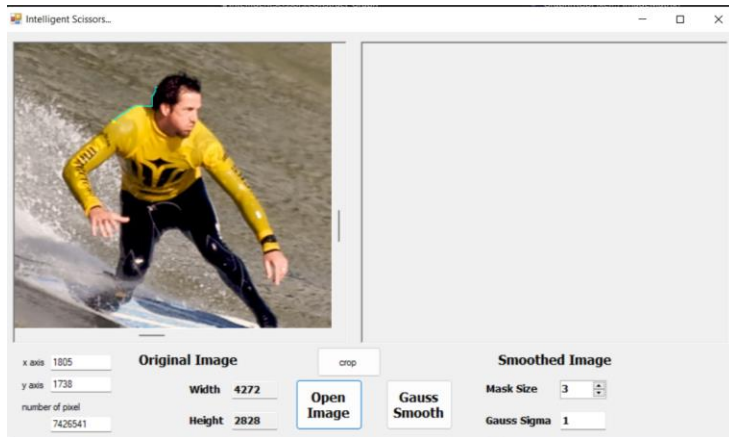 Intelligent Scissors...
x axis 1805
y axis 1738
number of pixel
7426541
Original Image
Width 4272
Height 2828
crop
Open
Image
Gauss
Smooth
Smoothed Image
Mask Size 3
Gauss Sigma 1